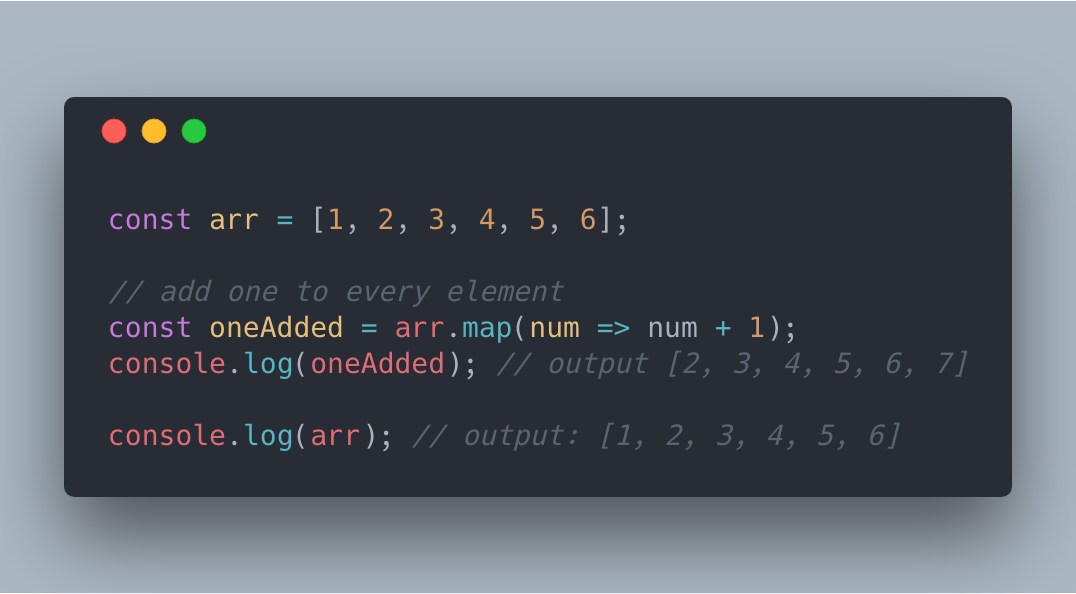 const arr = [1, 2, 3, 4, 5, 6];
// add one to every element
const oneAdded = arr.map(num => num + 1);
console.log(oneAdded); // output [2, 3, 4, 5, 6, 7]
console.log(arr); // output: [1, 2, 3, 4, 5, 6]